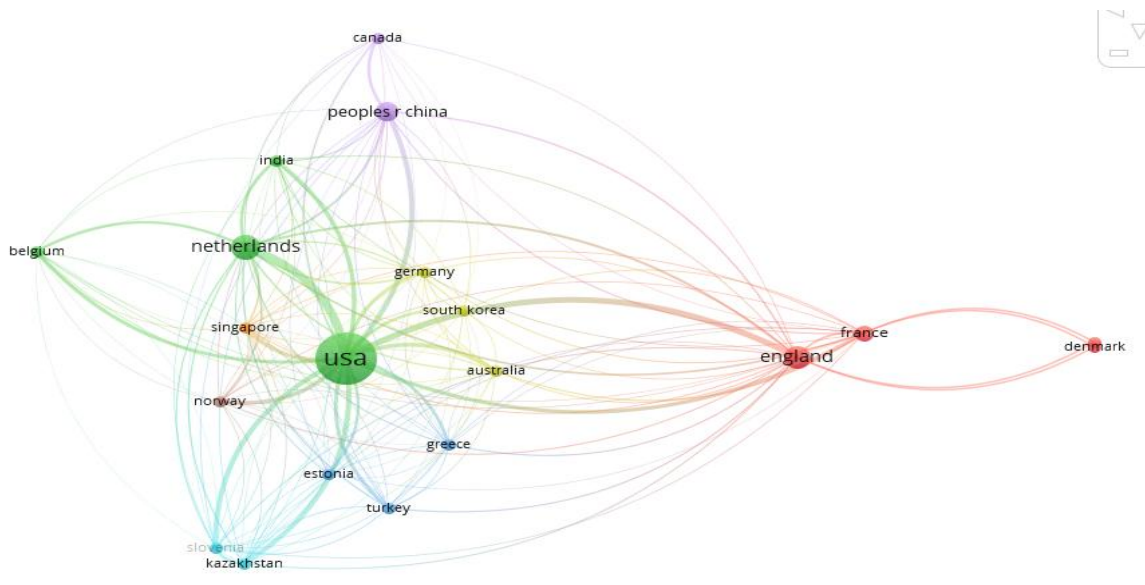 canada
peoples r china
india
netherlands
belgium
germany
south korea
singapore
france
england
denmark
usa
australia
norway
greece
estonia
turkey
slovenia
kazakhstan